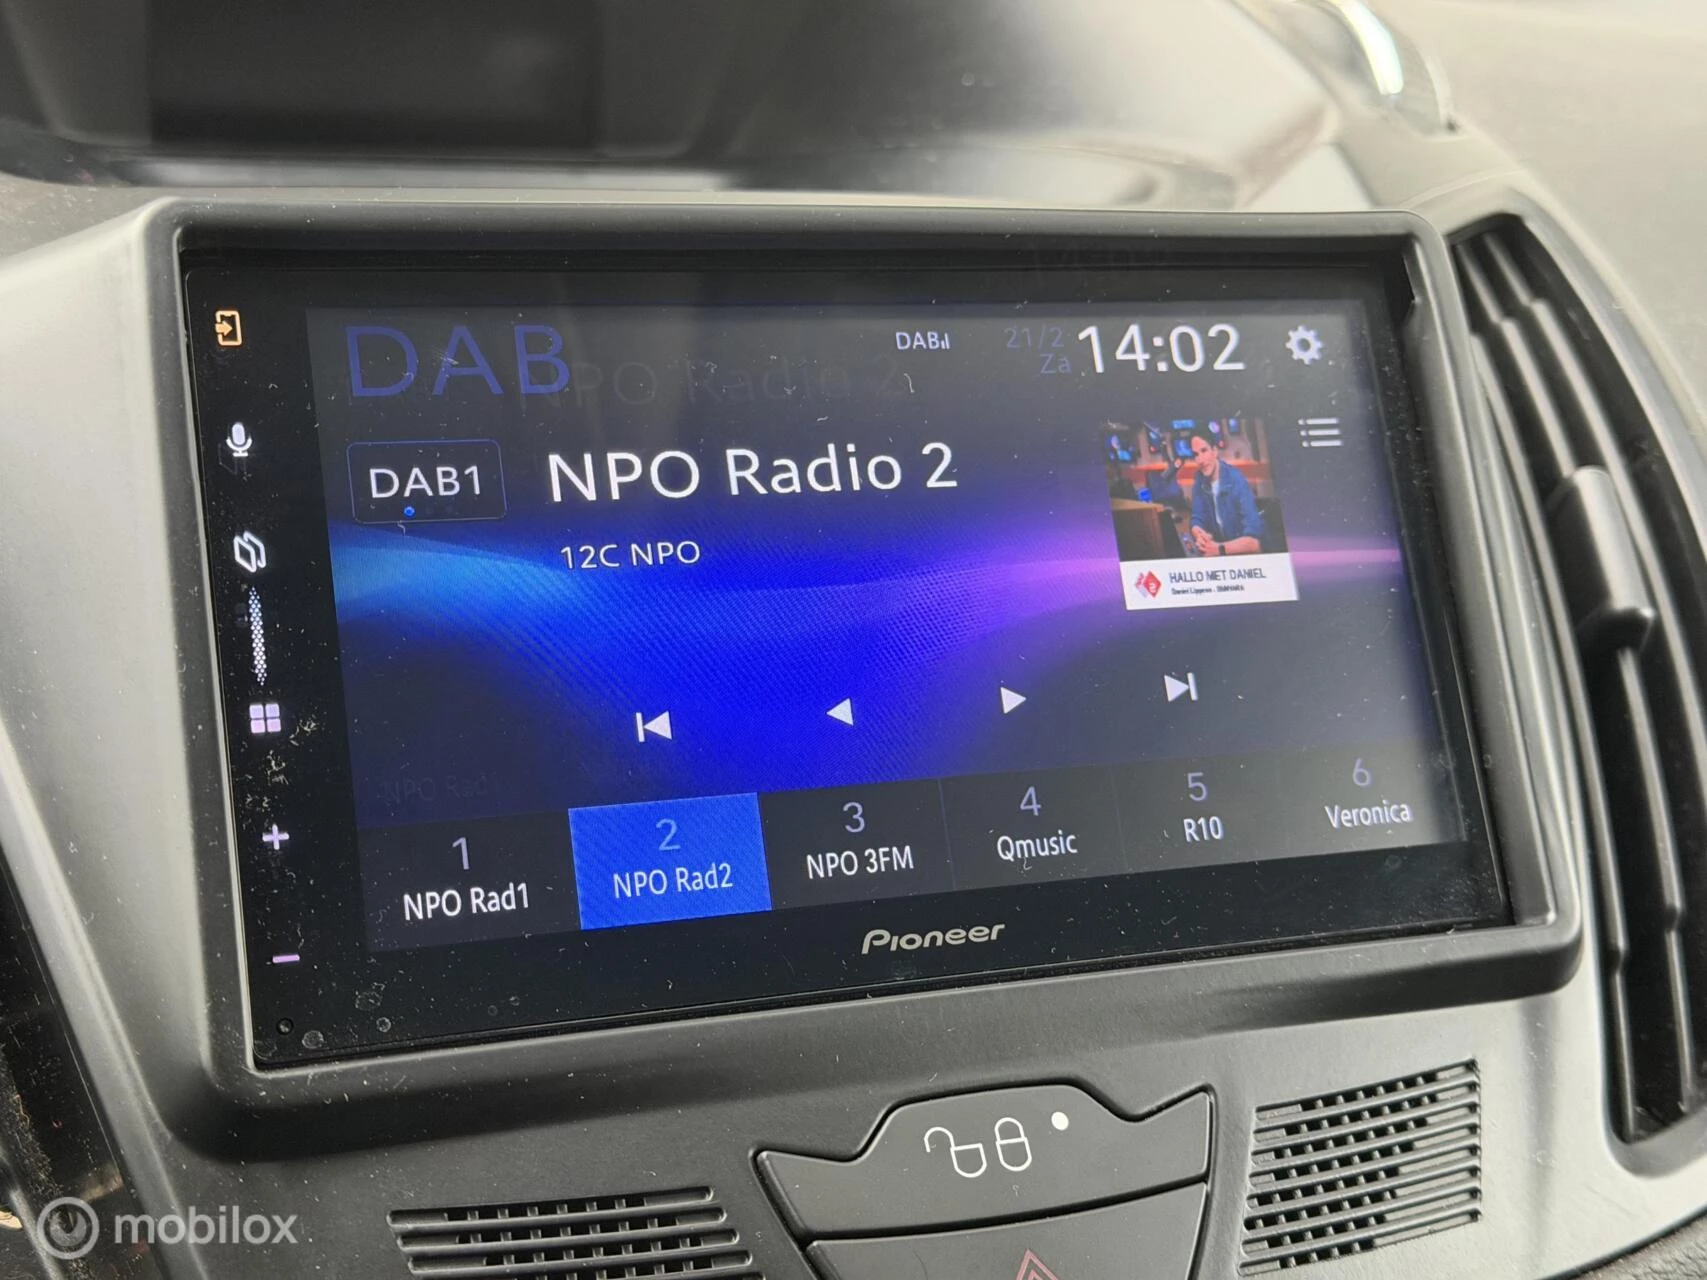 DAB
DAB
21/2
Za
14:02
DAB1
NPO Radio 2
12C NPO
HALLO MET DANIEL
1
NPO Rad1
2
NPO Rad2
3
NPO 3FM
4
Qmusic
5
R10
6
Veronica
Pioneer
mobilox